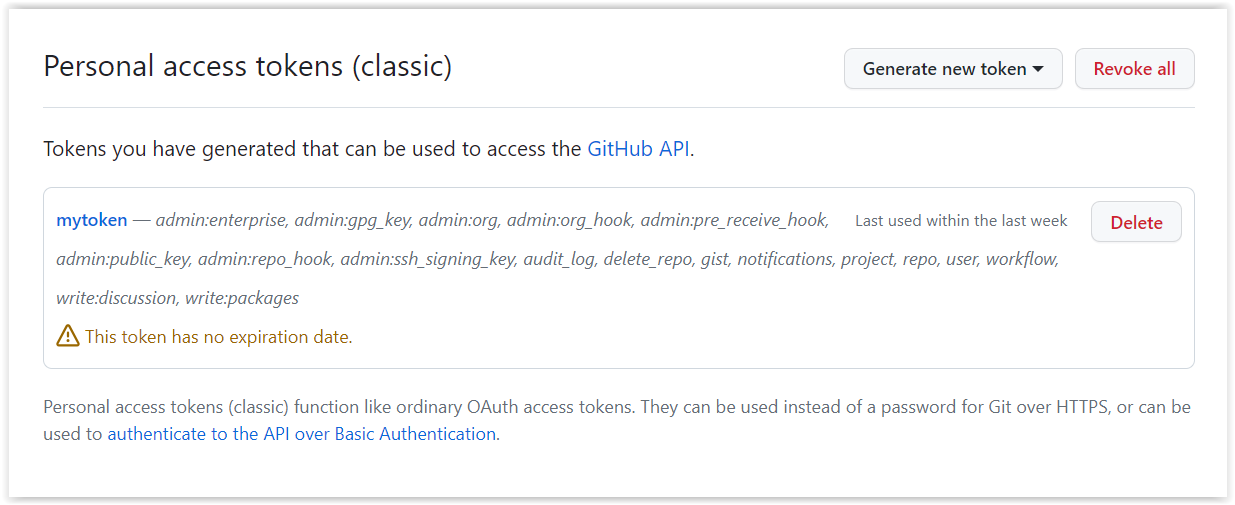 Personal access tokens (classic)
Generate new token
Revoke all
Tokens you have generated that can be used to access the GitHub API.
mytoken — admin:enterprise, admin:gpg_key, admin:org, admin:org_hook, admin:pre_receive_hook,
Last used within the last week
Delete
admin:public_key, admin:repo_hook, admin:ssh_signing_key, audit_log, delete_repo, gist, notifications, project, repo, user, workflow,
write:discussion, write:packages
This token has no expiration date.
Personal access tokens (classic) function like ordinary OAuth access tokens. They can be used instead of a password for Git over HTTPS, or can be
used to authenticate to the API over Basic Authentication.